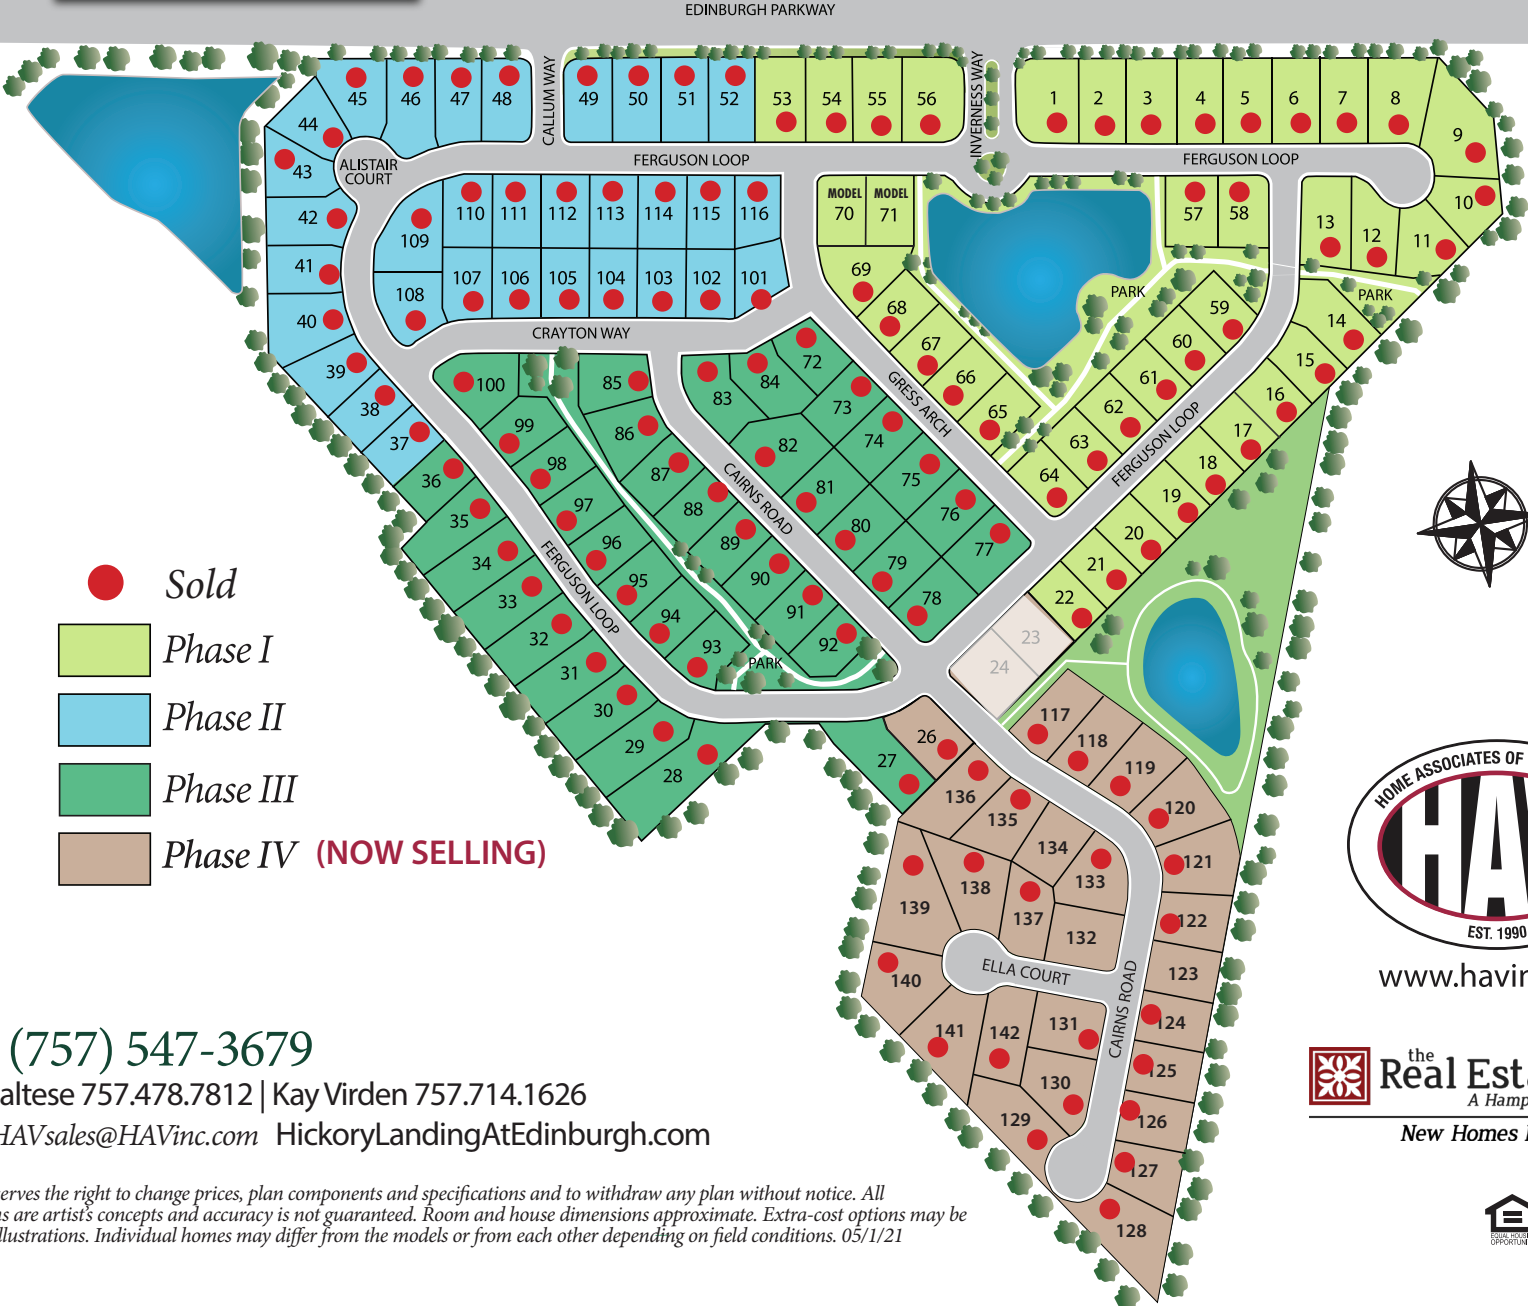 EDINBURGH PARKWAY
CALLUM WAY
INVERNESS WAY
45 46 47 48 49 50 51 52 53 54 55 56 1 2 3 4 5 6 7 8
44
9
43
ALISTAIR
COURT
FERGUSON LOOP
FERGUSON LOOP
42
109
110 111 112 113 114 115 116
MODEL
70
MODEL
71
57 58
13 12 11 10
41
108
107 106 105 104 103 102 101
69
PARK
59
PARK
40
CRAYTON WAY
68
60
14
39
100
85
83
84
72
67
66
65
61
62
15
38
99
86
73
GRESS ARCH
63
FERGUSON LOOP
16
37
98
87
82
74
64
17
36
97
88
CAIRNS ROAD
81
75
18
35
96
89
80
76
19
34
FERGUSON LOOP
95
90
79
77
20
33
94
91
78
21
32
93
92
22
31
PARK
23
30
24
29
28
27
26
117
118
119
120
136
135
134
133
121
138
137
132
122
139
ELLA COURT
CAIRNS ROAD
123
140
141
142
131
124
130
125
129
126
127
128
Sold
Phase I
Phase II
Phase III
Phase IV (NOW SELLING)
HOME ASSOCIATES OF
HA
EST. 1990
www.havin
(757) 547-3679
altese 757.478.7812 | Kay Virden 757.714.1626
HAVsales@HAVinc.com HickoryLandingAtEdinburgh.com
the
Real Esta
A Hamp
New Homes
erves the right to change prices, plan components and specifications and to withdraw any plan without notice. All
ns are artist's concepts and accuracy is not guaranteed. Room and house dimensions approximate. Extra-cost options may be
llustrations. Individual homes may differ from the models or from each other depending on field conditions. 05/1/21
EQUAL HOUS
OPPORTUN